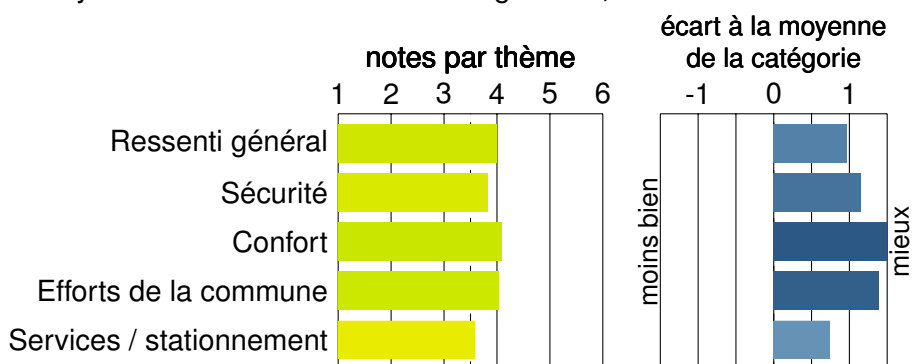 notes par thème
1 2 3 4 5 6
écart à la moyenne
de la catégorie
-1 0 1
Ressenti général
Sécurité
Confort
Efforts de la commune
Services / stationnement
moins bien
mieux